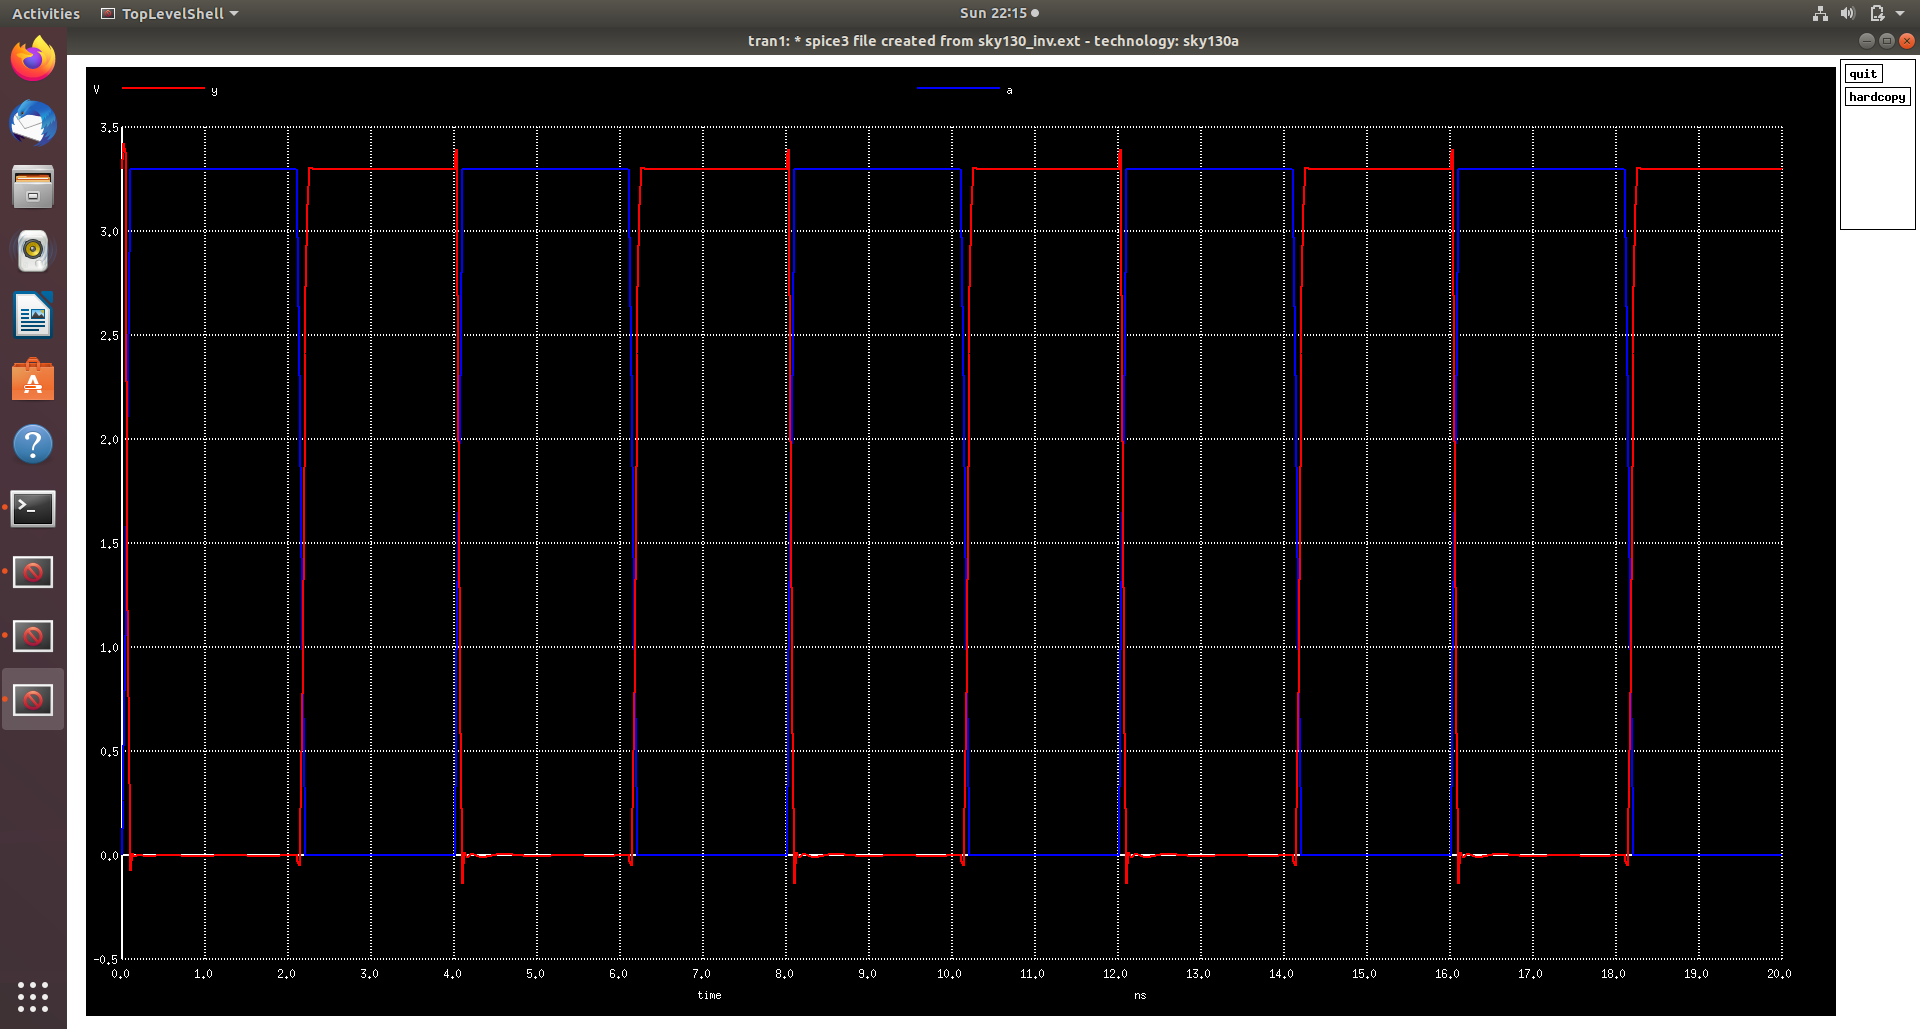 Activities TopLevelShell Sun 22:15
tran1: * spice3 file created from sky130_inv.ext - technology: sky130a
quit
hardcopy
V y a
3.5
3.0
2.5
2.0
1.5
1.0
0.5
0.0
-0.5
0.0 1.0 2.0 3.0 4.0 5.0 6.0 7.0 8.0 9.0 10.0 11.0 12.0 13.0 14.0 15.0 16.0 17.0 18.0 19.0 20.0
time ns